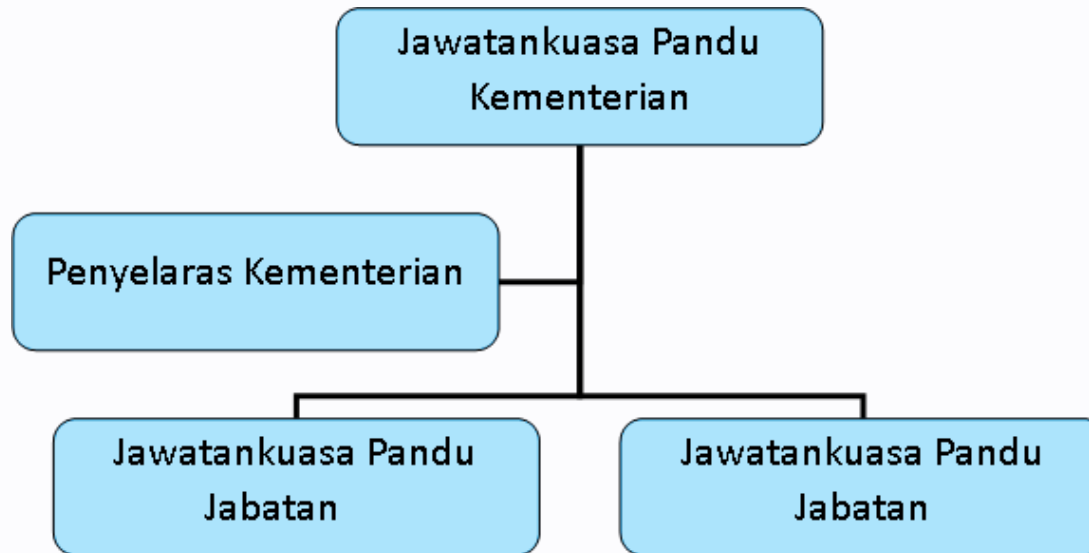 Jawatankuasa Pandu
Kementerian
Penyelaras Kementerian
Jawatankuasa Pandu
Jabatan
Jawatankuasa Pandu
Jabatan